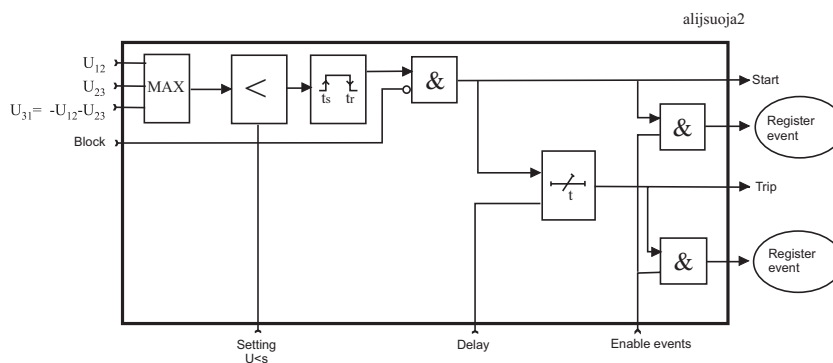 alijsuoja2
U12
U23
U31= -U12-U23
Block
MAX
<
ts tr
&
Start
&
Register
event
t
Trip
&
Register
event
Setting
U<s
Delay
Enable events